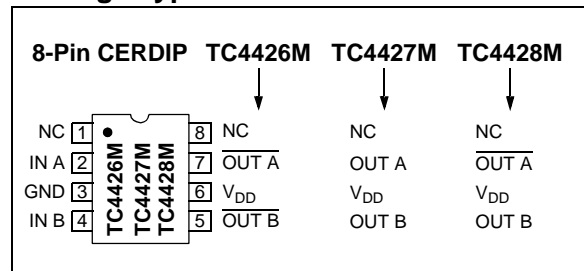 8-Pin CERDIP TC4426M TC4427M TC4428M
NC 1 8 NC NC NC
IN A 2 7 OUT A OUT A OUT A
GND 3 6 VDD VDD VDD
IN B 4 5 OUT B OUT B OUT B
TC4426M
TC4427M
TC4428M